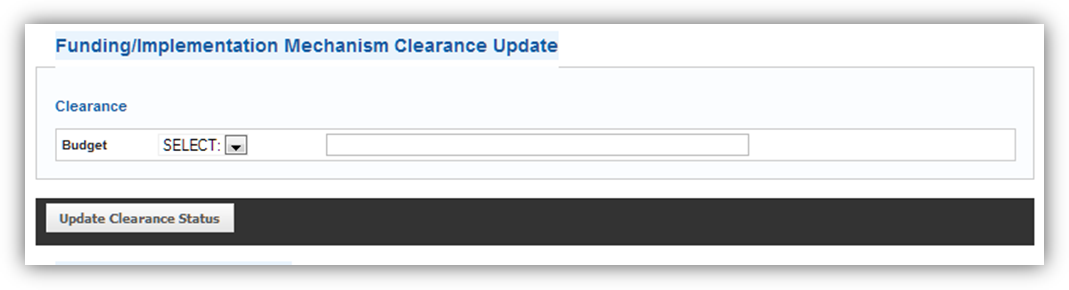 Funding/Implementation Mechanism Clearance Update
Clearance
Budget SELECT:
Update Clearance Status